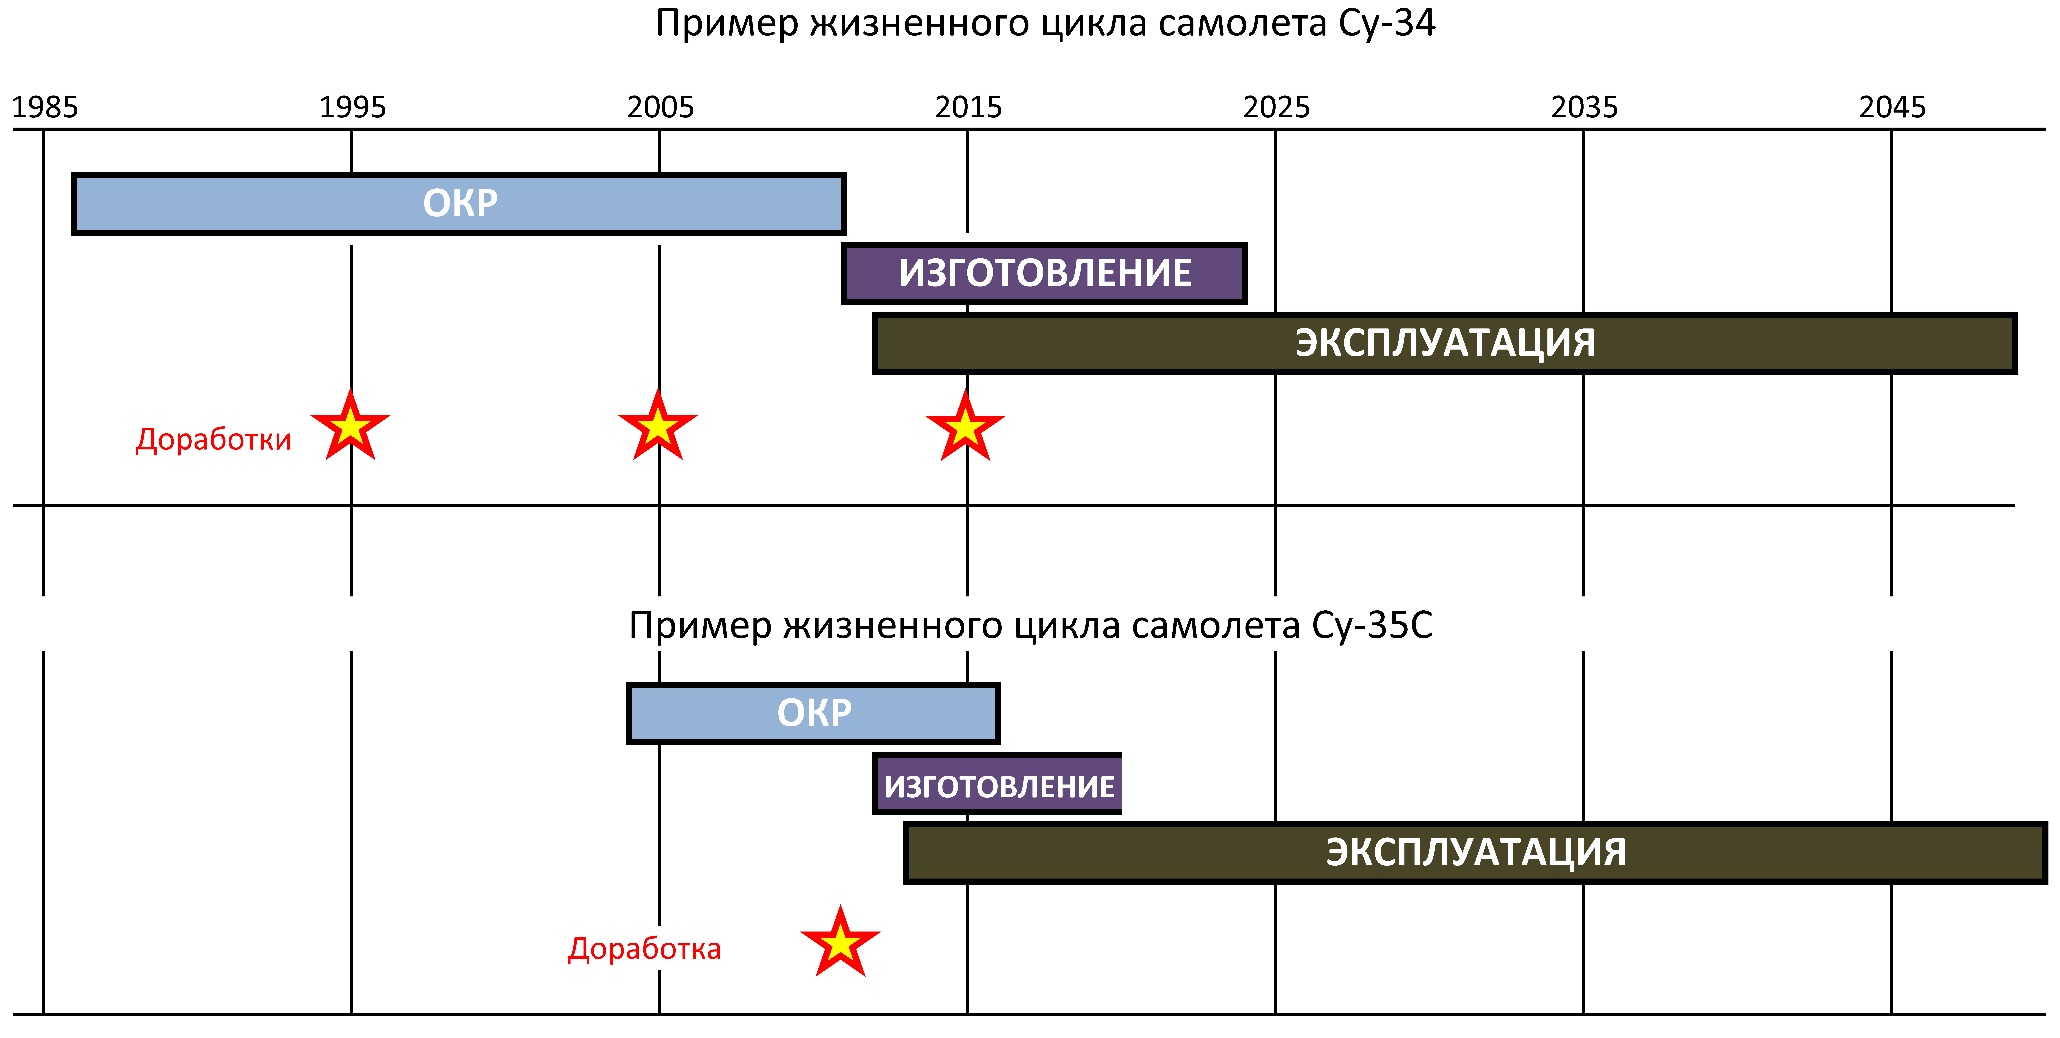 Пример жизненного цикла самолета Су-34
1985 1995 2005 2015 2025 2035 2045
ОКР
ИЗГОТОВЛЕНИЕ
ЭКСПЛУАТАЦИЯ
Доработки
Пример жизненного цикла самолета Су-35С
ОКР
ИЗГОТОВЛЕНИЕ
ЭКСПЛУАТАЦИЯ
Доработка